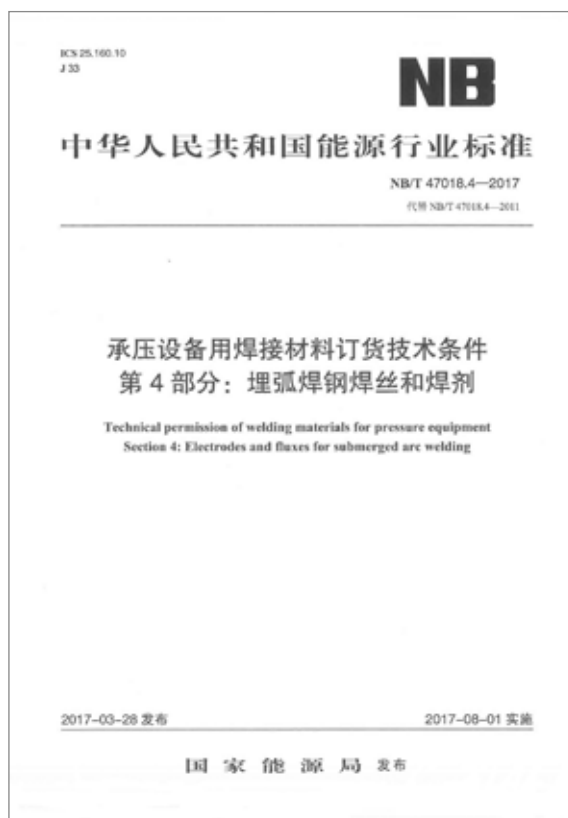 ICS 25.160.10
J 33
NB
中华人民共和国能源行业标准
NB/T 47018.4—2017
代替 NB/T 47018.4—2011
承压设备用焊接材料订货技术条件
第 4 部分：埋弧焊钢焊丝和焊剂
Technical permission of welding materials for pressure equipment
Section 4: Electrodes and fluxes for submerged arc welding
2017-03-28 发布
2017-08-01 实施
国家能源局 发布